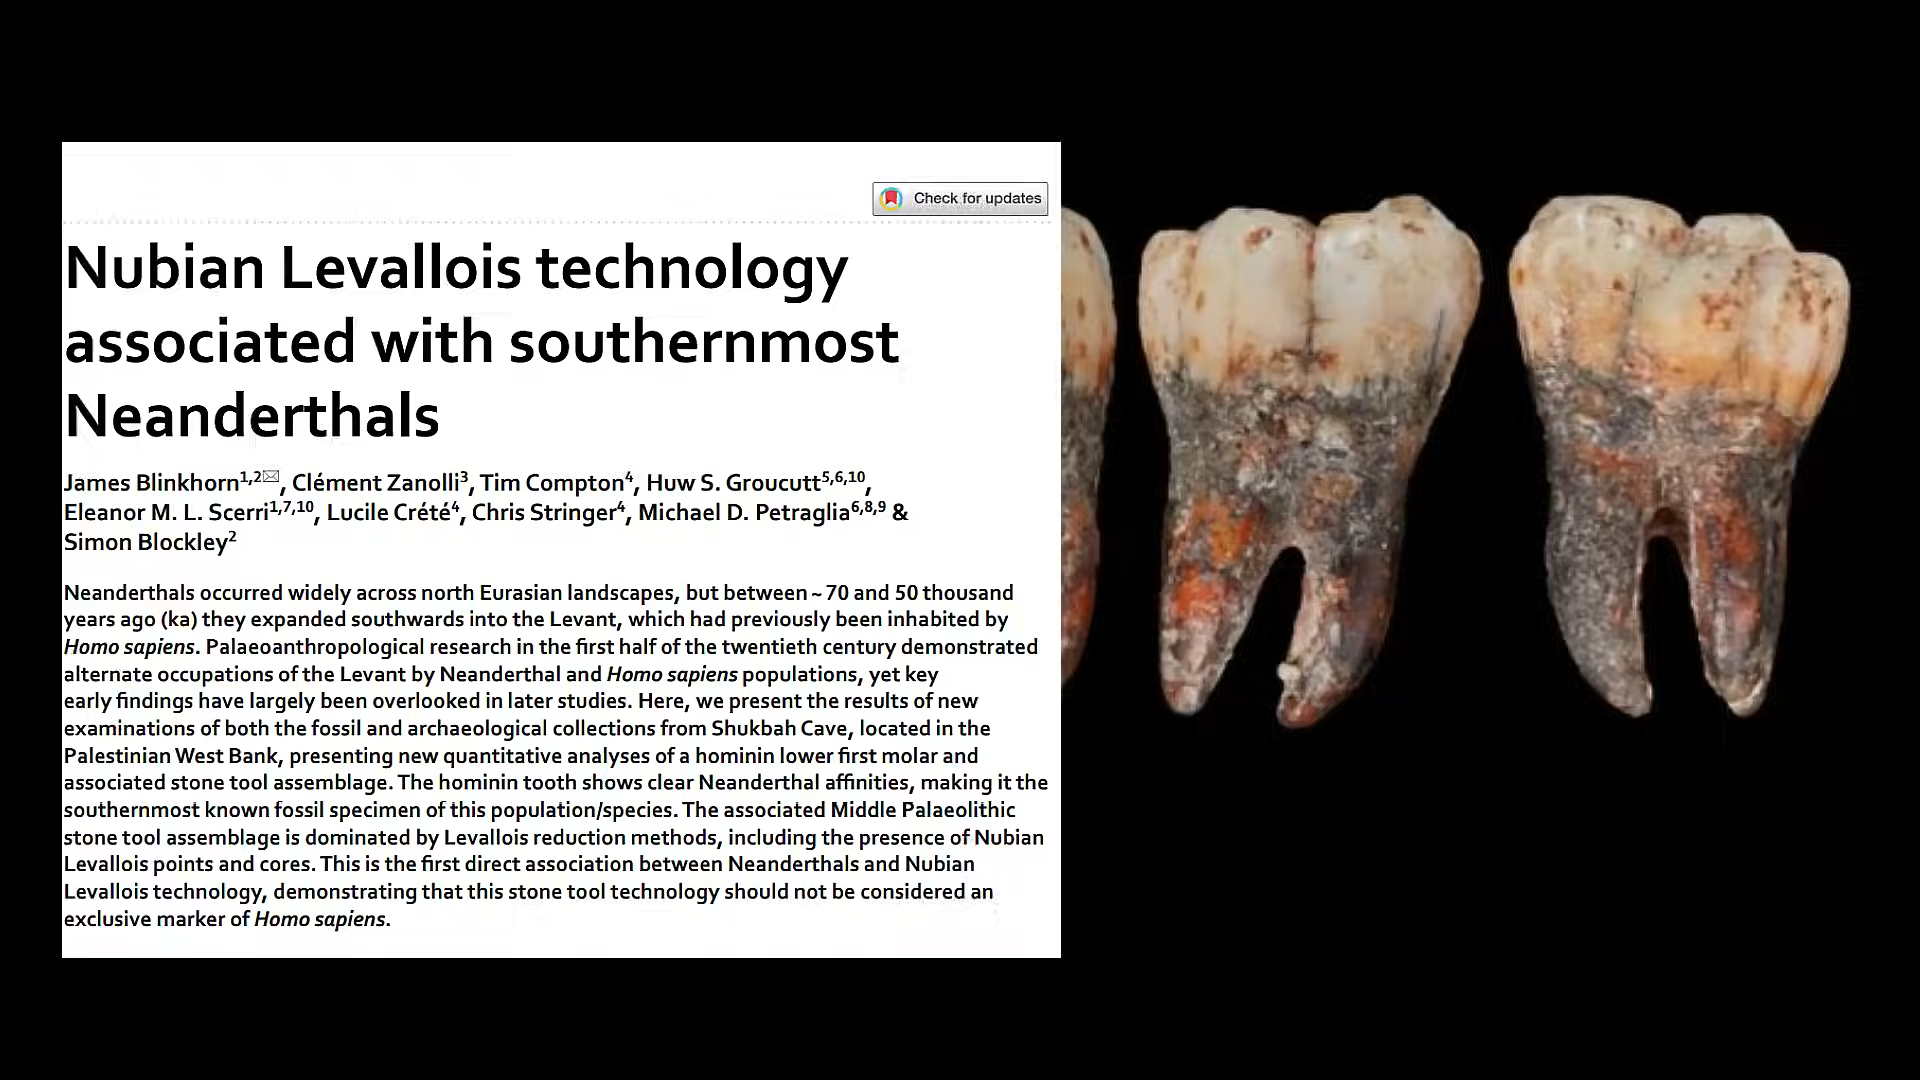 Check for updates
Nubian Levallois technology
associated with southernmost
Neanderthals
James Blinkhorn1,2✉, Clément Zanolli3, Tim Compton4, Huw S. Groucutt5,6,10,
Eleanor M. L. Scerri1,7,10, Lucile Crété4, Chris Stringer4, Michael D. Petraglia6,8,9 &
Simon Blockley2
Neanderthals occurred widely across north Eurasian landscapes, but between ~ 70 and 50 thousand
years ago (ka) they expanded southwards into the Levant, which had previously been inhabited by
Homo sapiens. Palaeoanthropological research in the first half of the twentieth century demonstrated
alternate occupations of the Levant by Neanderthal and Homo sapiens populations, yet key
early findings have largely been overlooked in later studies. Here, we present the results of new
examinations of both the fossil and archaeological collections from Shukbah Cave, located in the
Palestinian West Bank, presenting new quantitative analyses of a hominin lower first molar and
associated stone tool assemblage. The hominin tooth shows clear Neanderthal affinities, making it the
southernmost known fossil specimen of this population/species. The associated Middle Palaeolithic
stone tool assemblage is dominated by Levallois reduction methods, including the presence of Nubian
Levallois points and cores. This is the first direct association between Neanderthals and Nubian
Levallois technology, demonstrating that this stone tool technology should not be considered an
exclusive marker of Homo sapiens.